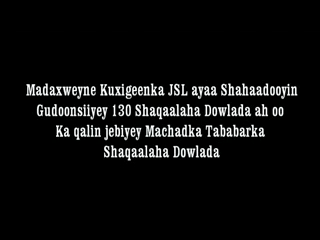 Madaxweyne Kuxigeenka JSL ayaa Shahaadooyin
Gudoonsiiyey 130 Shaqaalaha Dowlada ah oo
Ka qalin jebiyey Machadka Tababarka
Shaqaalaha Dowlada